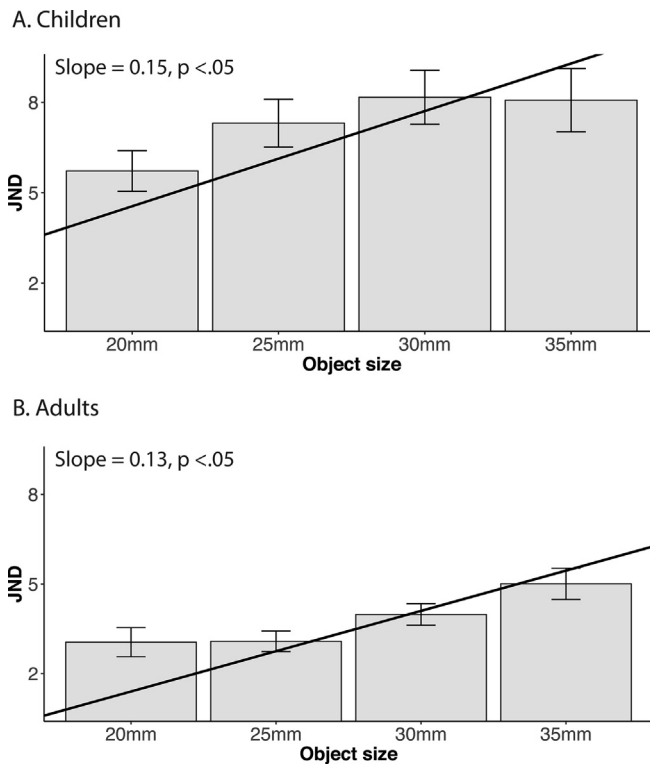 A. Children
Slope = 0.15, p <.05
8
5
2
JND
20mm 25mm 30mm 35mm
Object size
B. Adults
Slope = 0.13, p <.05
8
5
2
JND
20mm 25mm 30mm 35mm
Object size